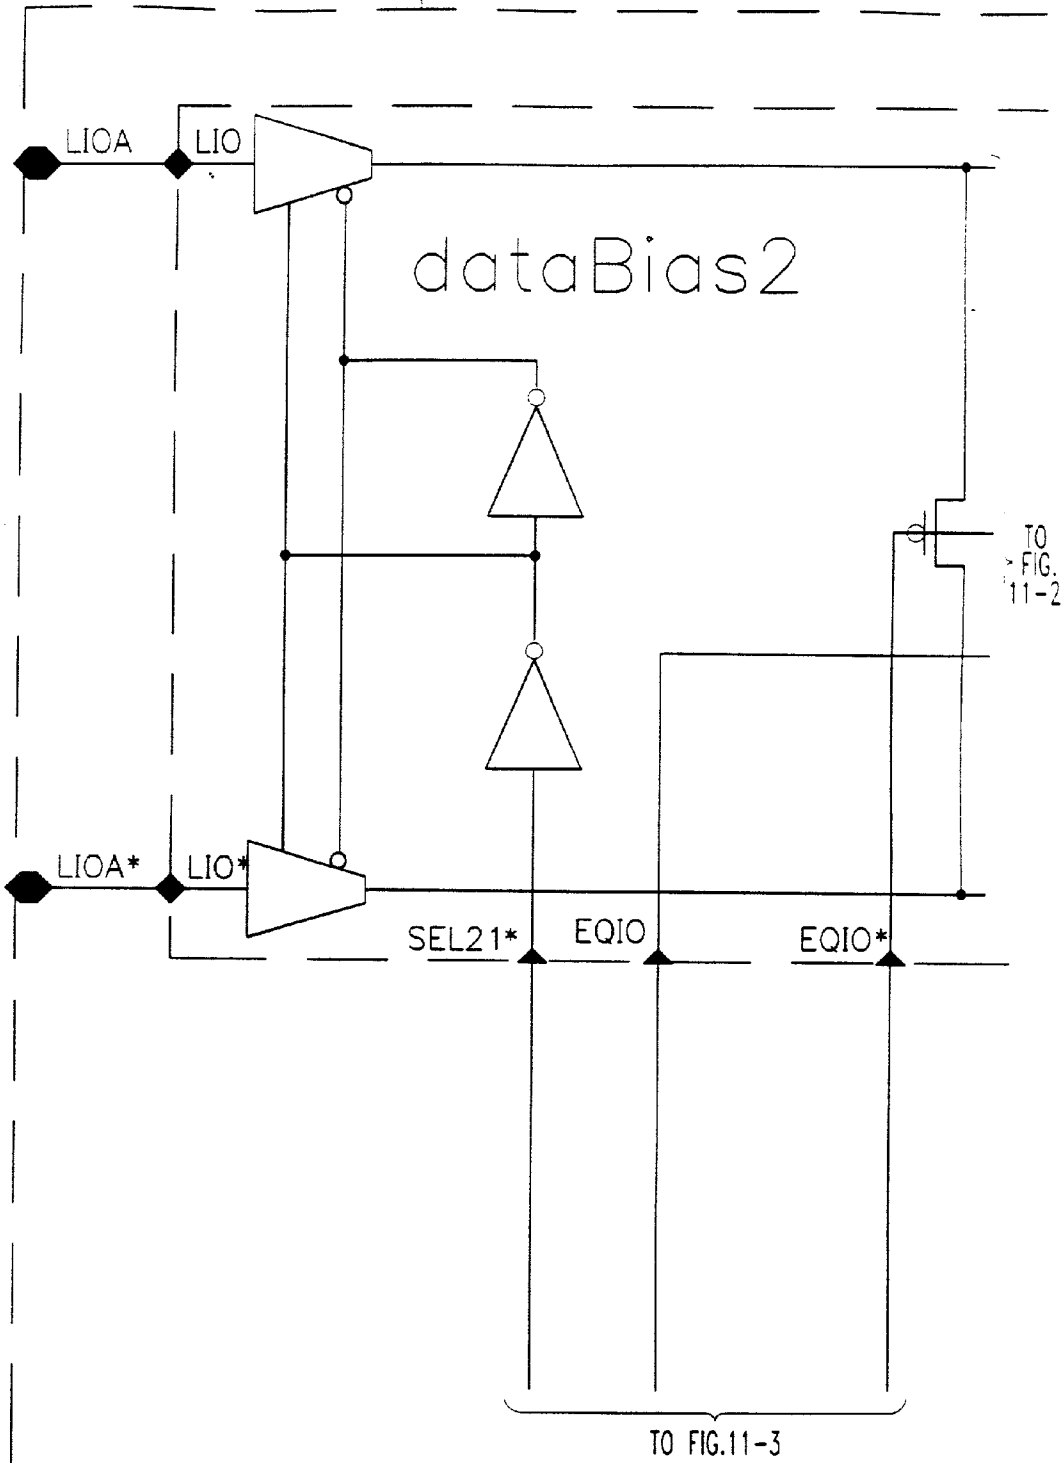 LIOA
LIO
dataBias2
TO
FIG.
11-2
LIOA*
LIO*
SEL21*
EQIO
EQIO*
TO FIG.11-3